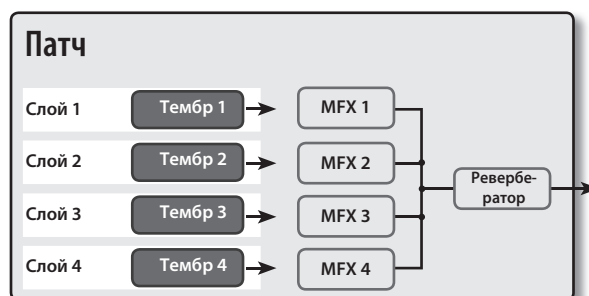 Патч
Слой 1 Тембр 1 MFX 1
Слой 2 Тембр 2 MFX 2
Слой 3 Тембр 3 MFX 3
Слой 4 Тембр 4 MFX 4
Ревербе-
ратор